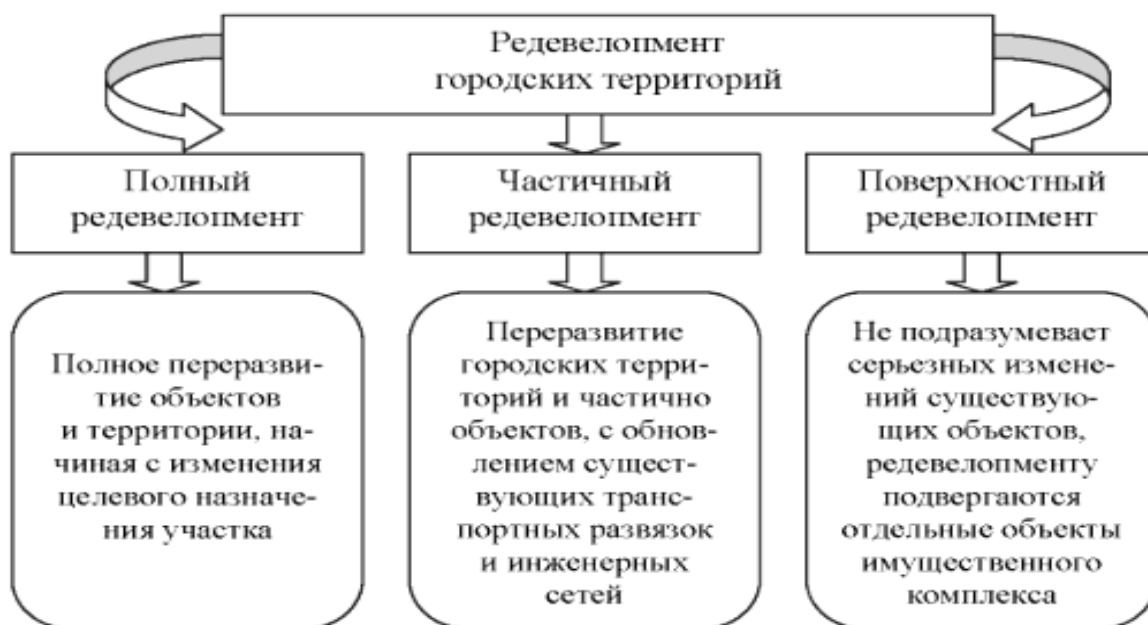 Редевелопмент
городских территорий
Полный
редевелопмент
Частичный
редевелопмент
Поверхностный
редевелопмент
Полное переразви-
тие объектов
и территории, на-
чиная с изменения
целевого назначе-
ния участка
Переразвитие
городских терри-
торий и частично
объектов, с обнов-
лением сущест-
вующих транс-
портных развязок
и инженерных
сетей
Не подразумевает
серьезных измене-
ний существую-
щих объектов,
редевелопменту
подвергаются
отдельные объекты
имущественного
комплекса